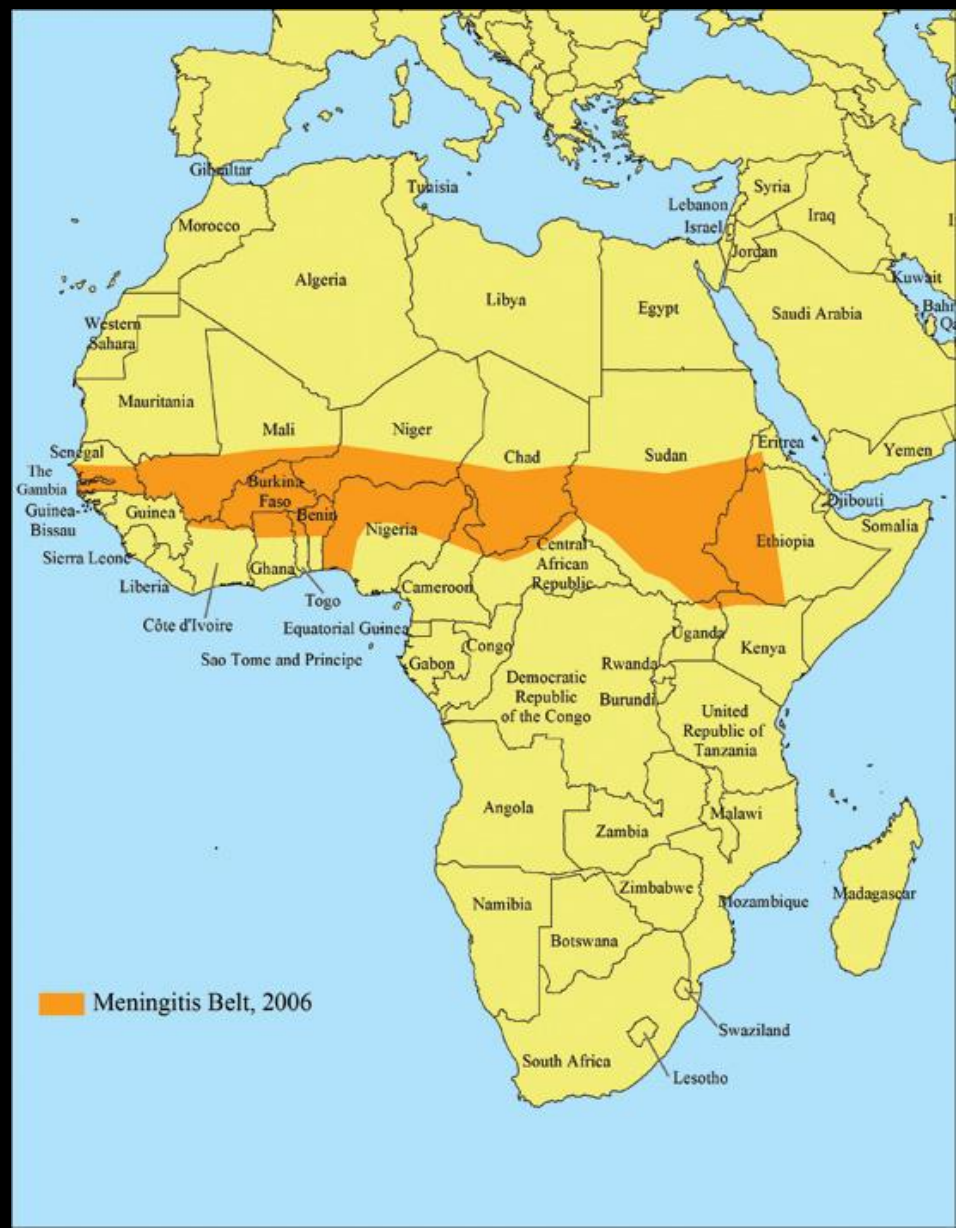 Gibraltar
Tunisia
Syria
Lebanon
Israel
Iraq
Jordan
Morocco
Algeria
Libya
Egypt
Kuwait
Saudi Arabia
Western
Sahara
Mauritania
Mali
Niger
Chad
Sudan
Eritrea
Yemen
Senegal
The
Gambia
Guinea-
Bissau
Guinea
Burkina
Faso
Benin
Nigeria
Djibouti
Somalia
Ethiopia
Sierra Leone
Liberia
Ghana
Togo
Côte d'Ivoire
Central
African
Republic
Cameroon
Equatorial Guinea
Sao Tome and Principe
Gabon
Congo
Uganda
Kenya
Rwanda
Burundi
Democratic
Republic
of the Congo
United
Republic of
Tanzania
Angola
Zambia
Malawi
Zimbabwe
Mozambique
Madagascar
Namibia
Botswana
Meningitis Belt, 2006
Swaziland
South Africa
Lesotho